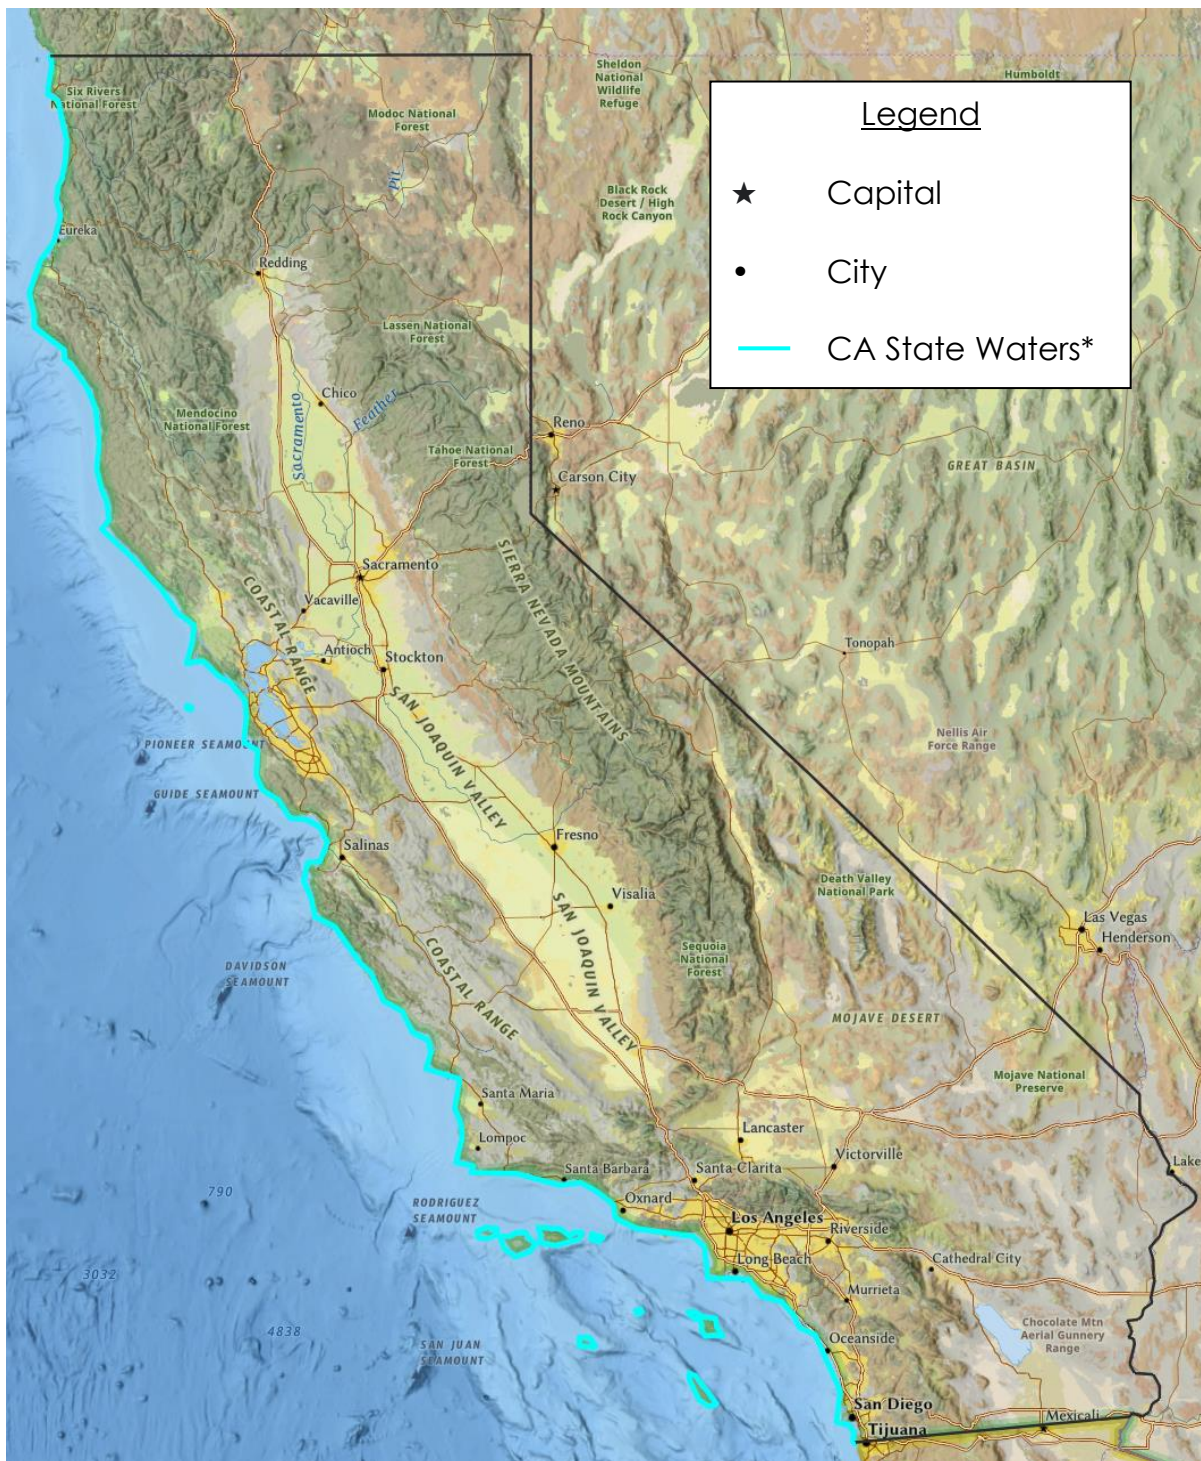 Legend
Capital
City
CA State Waters*
Six Rivers
National Forest
Sheldon
National
Wildlife
Refuge
Humboldt
Modoc National
Forest
Pit
Black Rock
Desert / High
Rock Canyon
Eureka
Redding
Lassen National
Forest
Chico
Feather
Sacramento
Mendocino
National Forest
Tahoe National
Forest
Reno
Carson City
GREAT BASIN
Sacramento
Vacaville
COASTAL RANGE
SIERRA NEVADA MOUNTAINS
Antioch
Stockton
Tonopah
SAN JOAQUIN VALLEY
PIONEER SEAMOUNT
GUIDE SEAMOUNT
Nellis Air
Force Range
Fresno
Salinas
Visalia
SAN JOAQUIN VALLEY
Death Valley
National Park
Las Vegas
Henderson
Sequoia
National
Forest
COASTAL RANGE
DAVIDSON
SEAMOUNT
MOJAVE DESERT
Mojave National
Preserve
Santa Maria
Lompoc
Lancaster
Victorville
Santa Barbara
Santa Clarita
Lake
790
RODRIGUEZ
SEAMOUNT
Oxnard
Los Angeles
Riverside
Long Beach
Cathedral City
3032
Murrieta
4838
SAN JUAN
SEAMOUNT
Oceanside
Chocolate Mtn
Aerial Gunnery
Range
San Diego
Tijuana
Mexicali